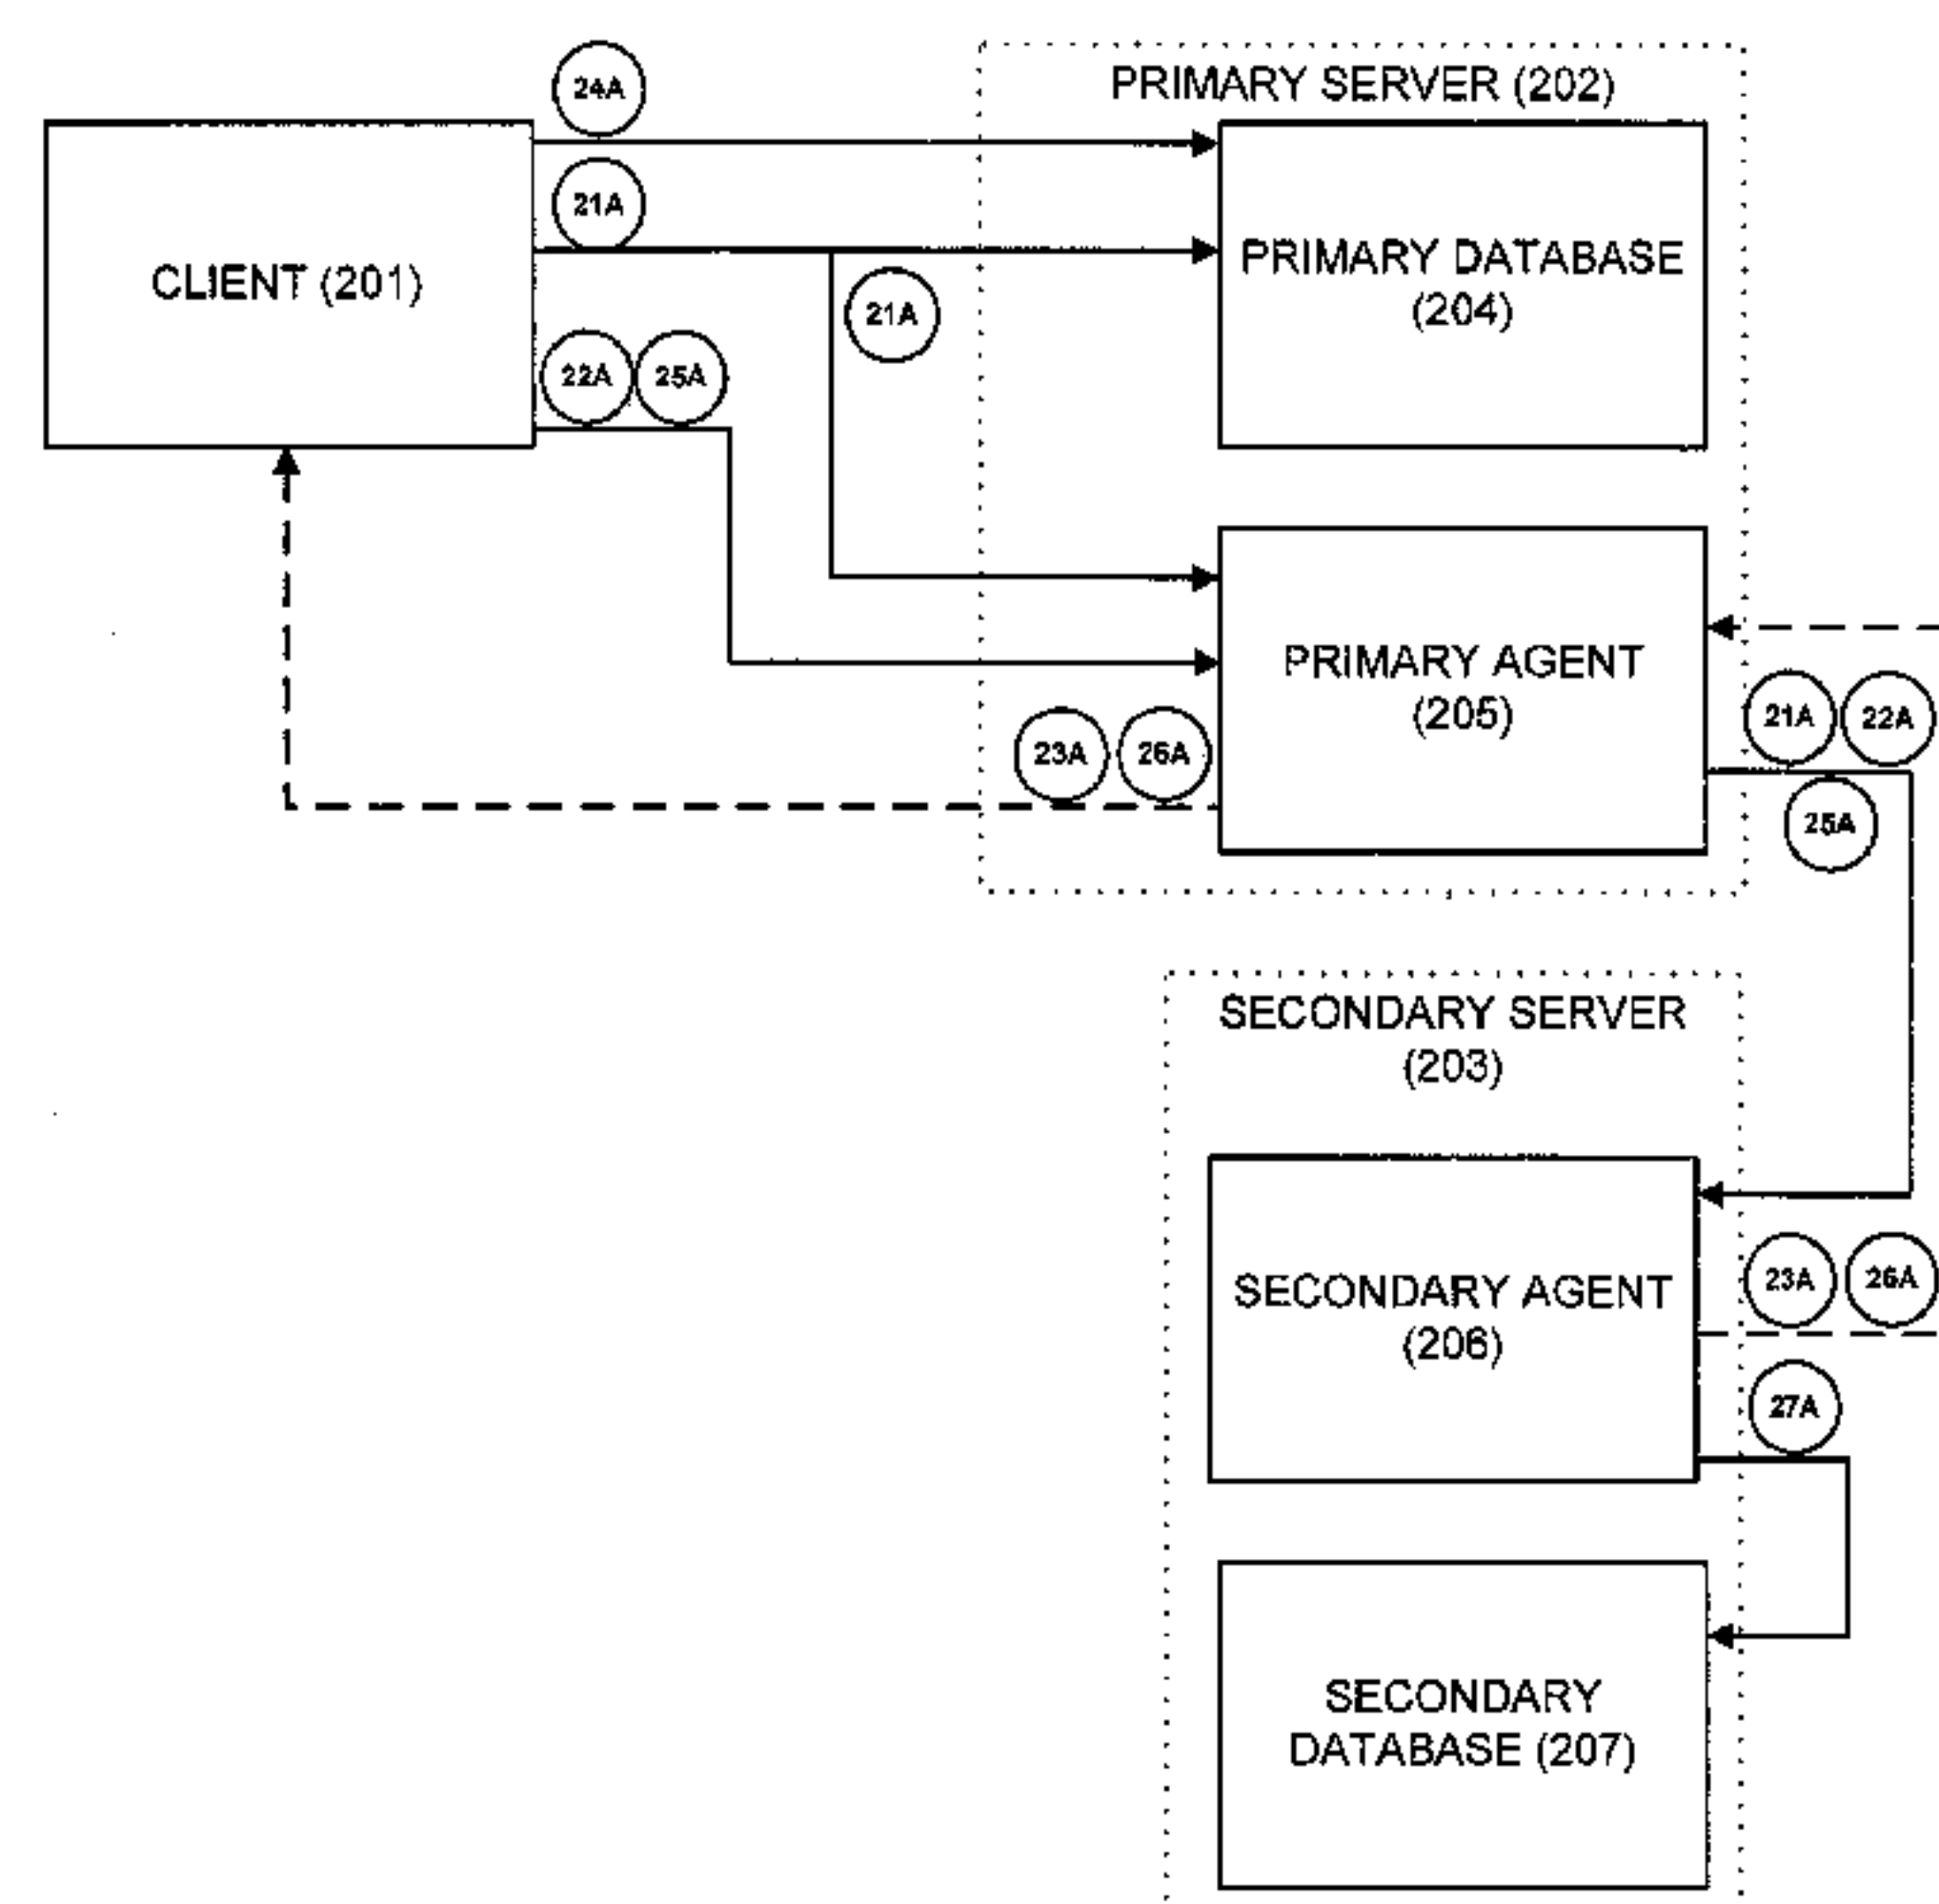 24A
PRIMARY SERVER (202)
21A
CLIENT (201)
PRIMARY DATABASE
(204)
21A
22A 25A
PRIMARY AGENT
(205)
23A 26A
21A 22A
25A
SECONDARY SERVER
(203)
SECONDARY AGENT
(206)
23A 26A
27A
SECONDARY
DATABASE (207)